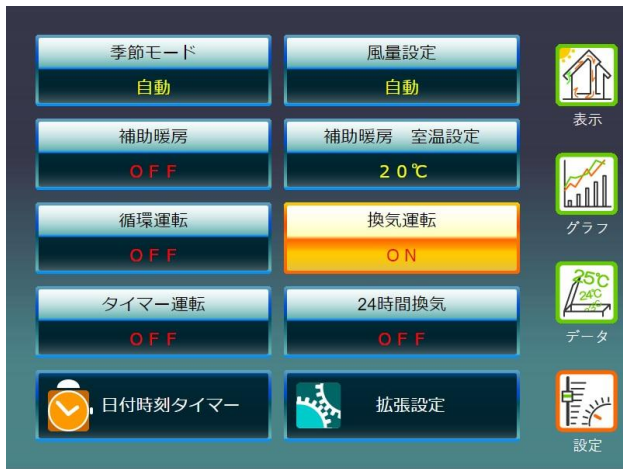 季節モード
自動
風量設定
自動
補助暖房
ＯＦＦ
補助暖房　室温設定
２０℃
循環運転
ＯＦＦ
換気運転
ＯＮ
タイマー運転
ＯＦＦ
24時間換気
ＯＦＦ
日付時刻タイマー
拡張設定
表示
グラフ
25℃
24℃
データ
設定